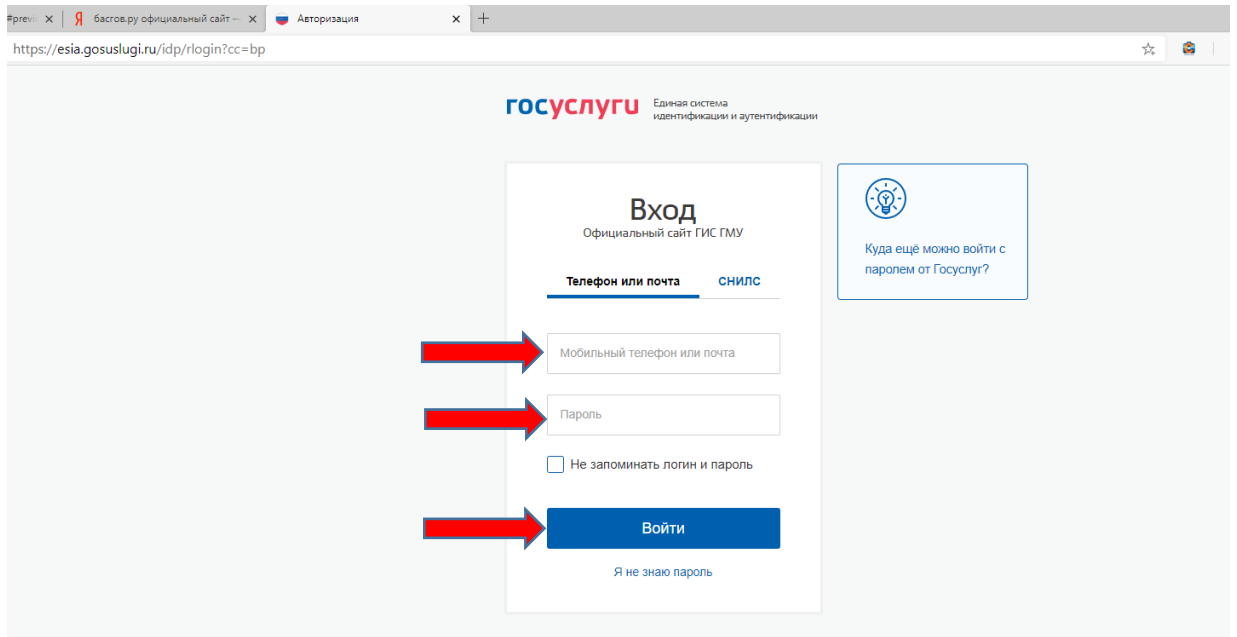 #previ
Я басгов.ру официальный сайт —
Авторизация
https://esia.gosuslugi.ru/idp/rlogin?cc=bp
госуслуги
Единая система
идентификации и аутентификации
Вход
Официальный сайт ГИС ГМУ
Телефон или почта
СНИЛС
Мобильный телефон или почта
Пароль
Не запоминать логин и пароль
Войти
Я не знаю пароль
Куда ещё можно войти с
паролем от Госуслуг?